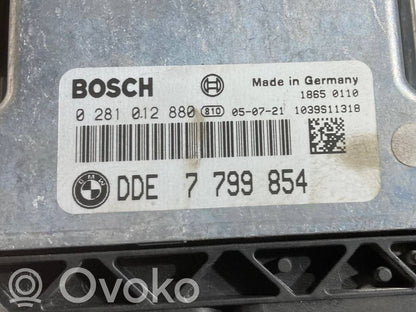 BOSCH
Made in Germany
1865 0110
0 281 012 880 810 05-07-21 1039S11318
BMW
DDE 7 799 854
OVOKO